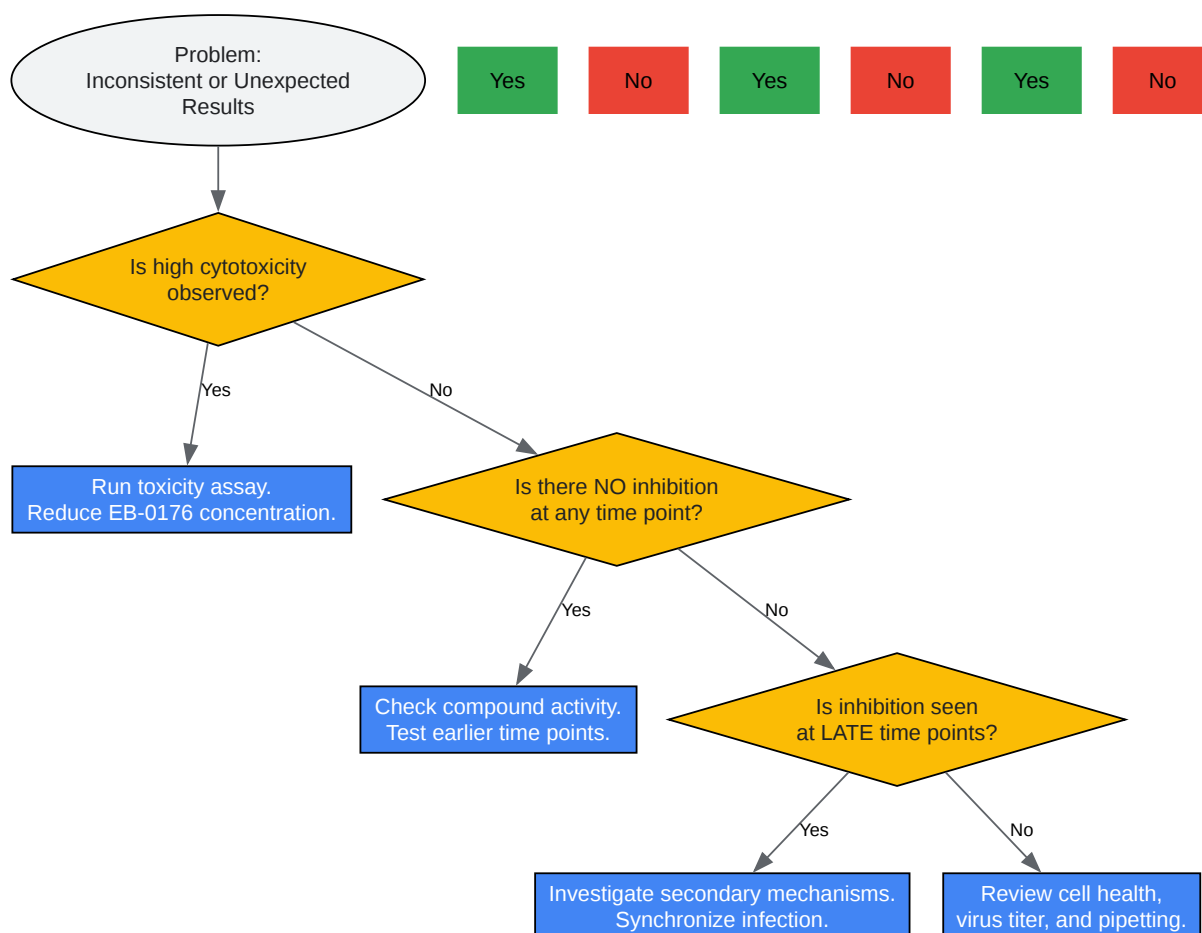 Problem:
Inconsistent or Unexpected
Results
Yes
No
Yes
No
Yes
No
Is high cytotoxicity
observed?
Yes
No
Run toxicity assay.
Reduce EB-0176 concentration.
Is there NO inhibition
at any time point?
Yes
No
Check compound activity.
Test earlier time points.
Is inhibition seen
at LATE time points?
Yes
No
Investigate secondary mechanisms.
Synchronize infection.
Review cell health,
virus titer, and pipetting.